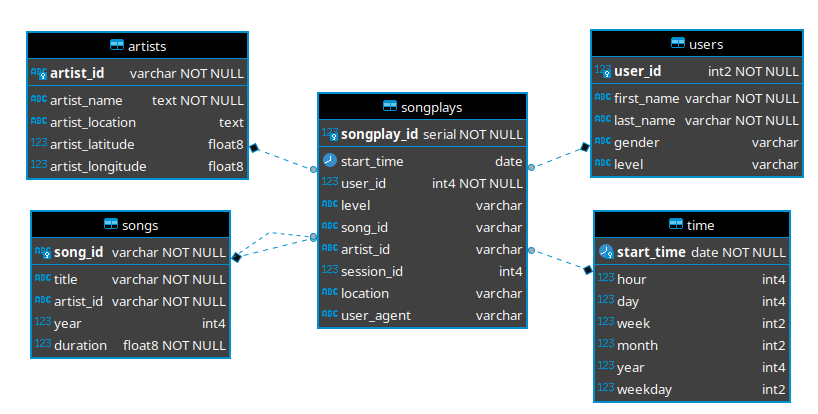 artists
artist_id varchar NOT NULL
artist_name text NOT NULL
artist_location text
artist_latitude float8
artist_longitude float8
songs
song_id varchar NOT NULL
title varchar NOT NULL
artist_id varchar NOT NULL
year int4
duration float8 NOT NULL
songplays
songplay_id serial NOT NULL
start_time date
user_id int4 NOT NULL
level varchar
song_id varchar
artist_id varchar
session_id int4
location varchar
user_agent varchar
users
user_id int2 NOT NULL
first_name varchar NOT NULL
last_name varchar NOT NULL
gender varchar
level varchar
time
start_time date NOT NULL
hour int4
day int4
week int2
month int2
year int4
weekday int2